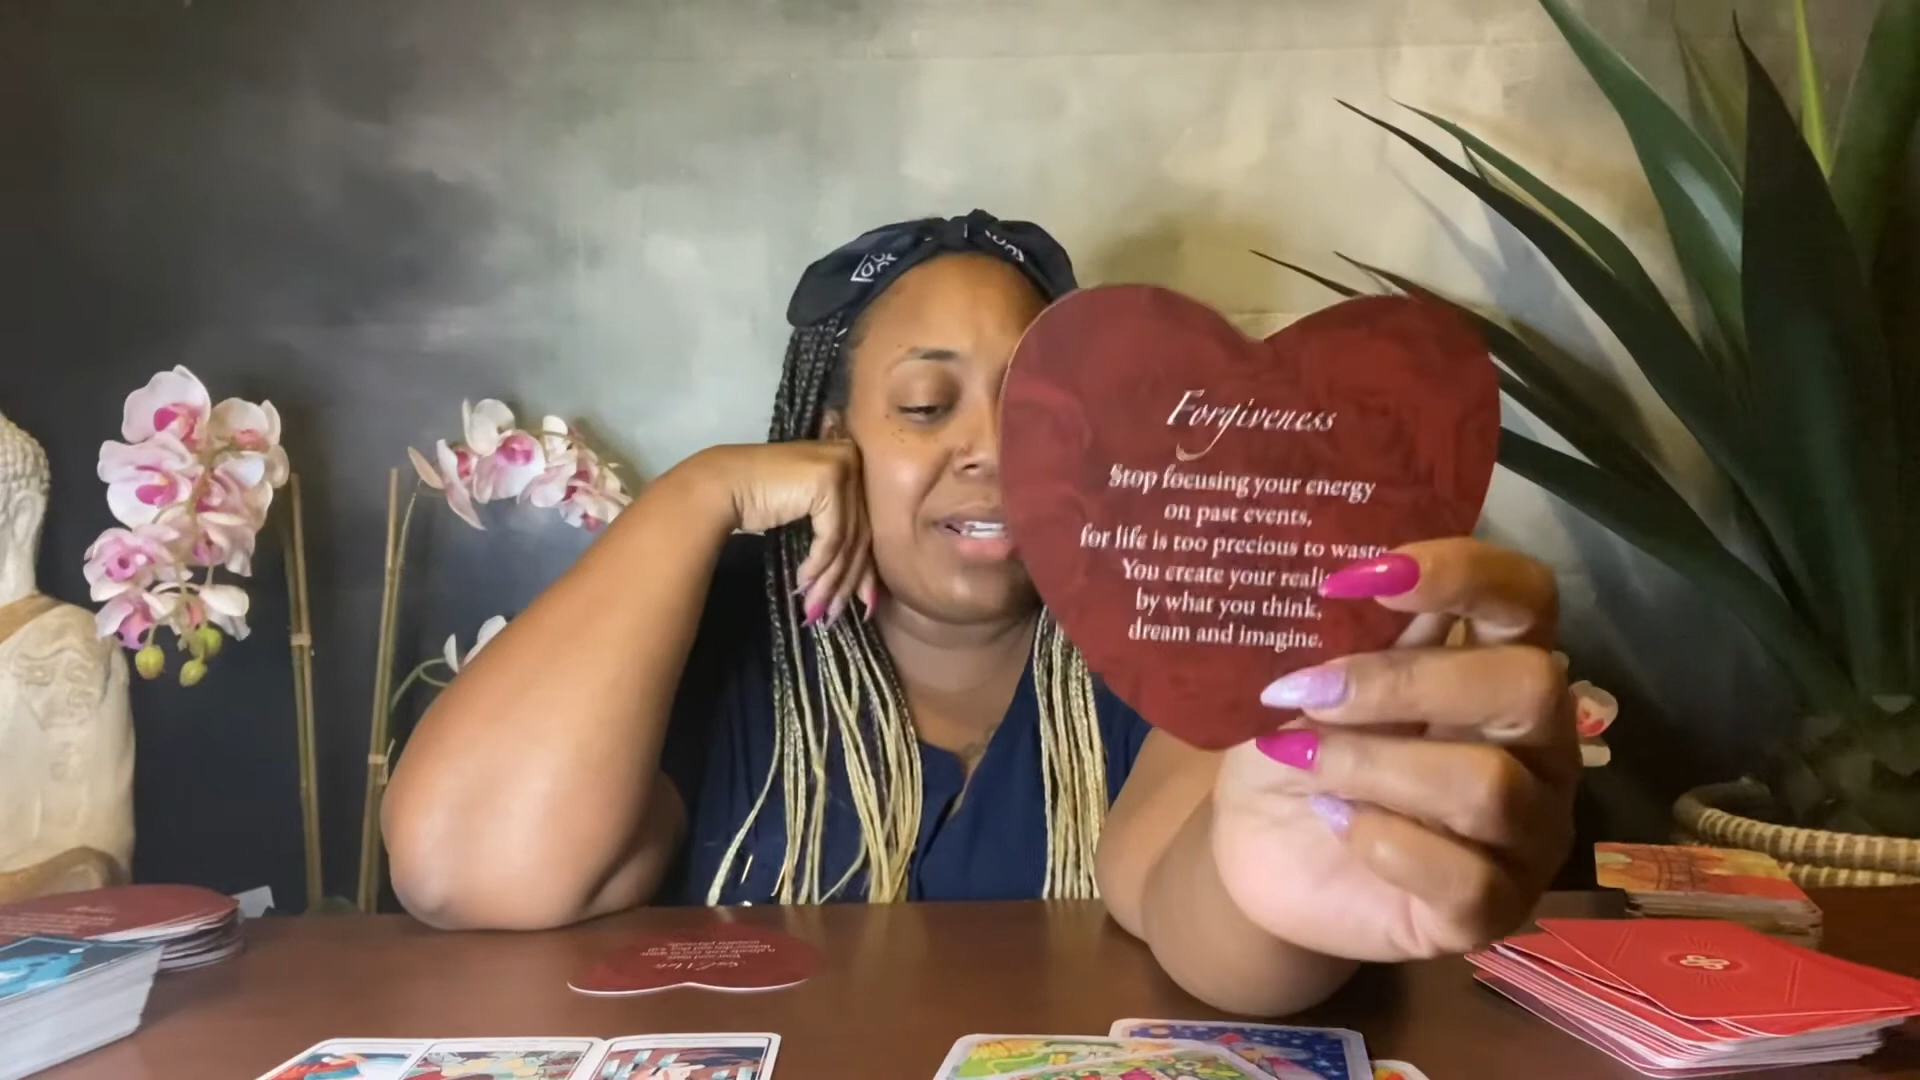 Forgiveness
Stop focusing your energy
on past events,
for life is too precious to waste
You create your
by what you think,
dream and imagine.